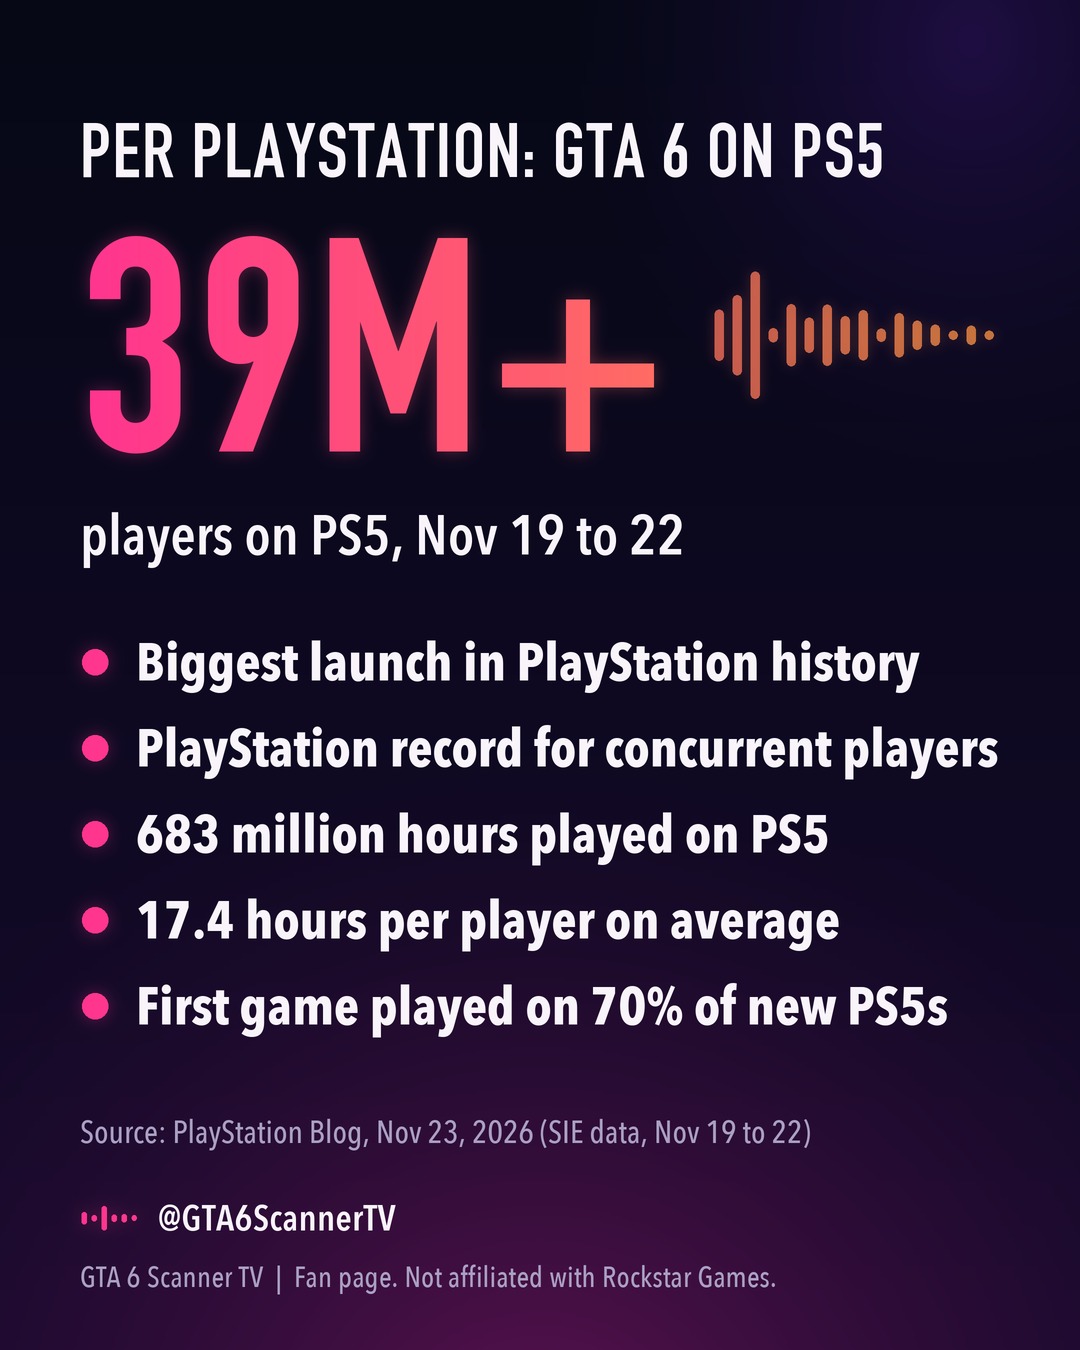 PER PLAYSTATION: GTA 6 ON PS5
39M+
players on PS5, Nov 19 to 22
Biggest launch in PlayStation history
PlayStation record for concurrent players
683 million hours played on PS5
17.4 hours per player on average
First game played on 70% of new PS5s
Source: PlayStation Blog, Nov 23, 2026 (SIE data, Nov 19 to 22)
@GTA6ScannerTV
GTA 6 Scanner TV | Fan page. Not affiliated with Rockstar Games.